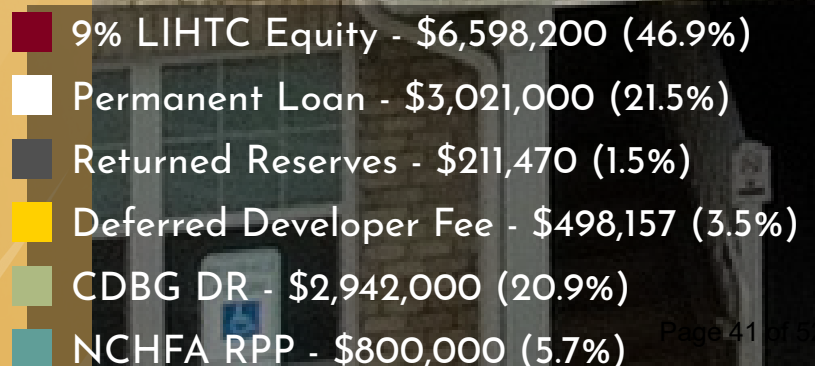 9% LIHTC Equity - $6,598,200 (46.9%)
Permanent Loan - $3,021,000 (21.5%)
Returned Reserves - $211,470 (1.5%)
Deferred Developer Fee - $498,157 (3.5%)
CDBG DR - $2,942,000 (20.9%)
Page 41 of
NCHFA RPP - $800,000 (5.7%)